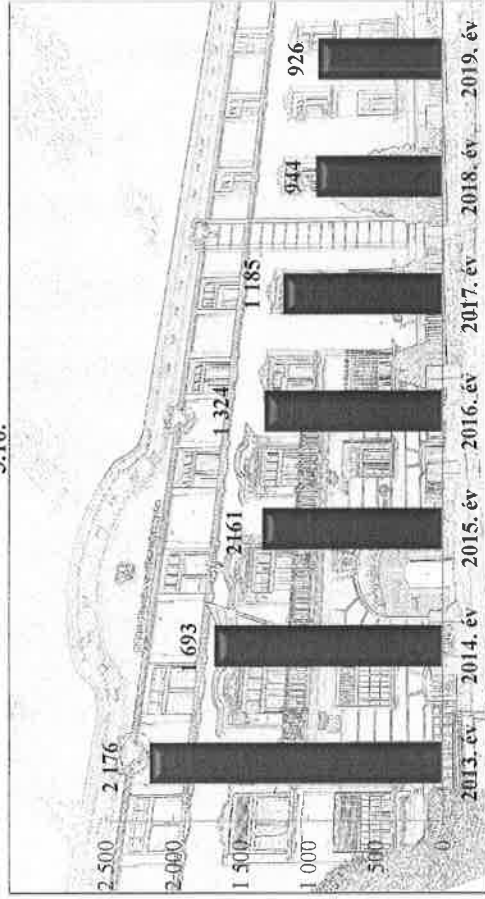 3.16.
2 500
2 000
1 500
1 000
500
0
2 176
1 693
2161
1 324
1 185
944
926
2013. év
2014. év
2015. év
2016. év
2017. év
2018. év
2019. év